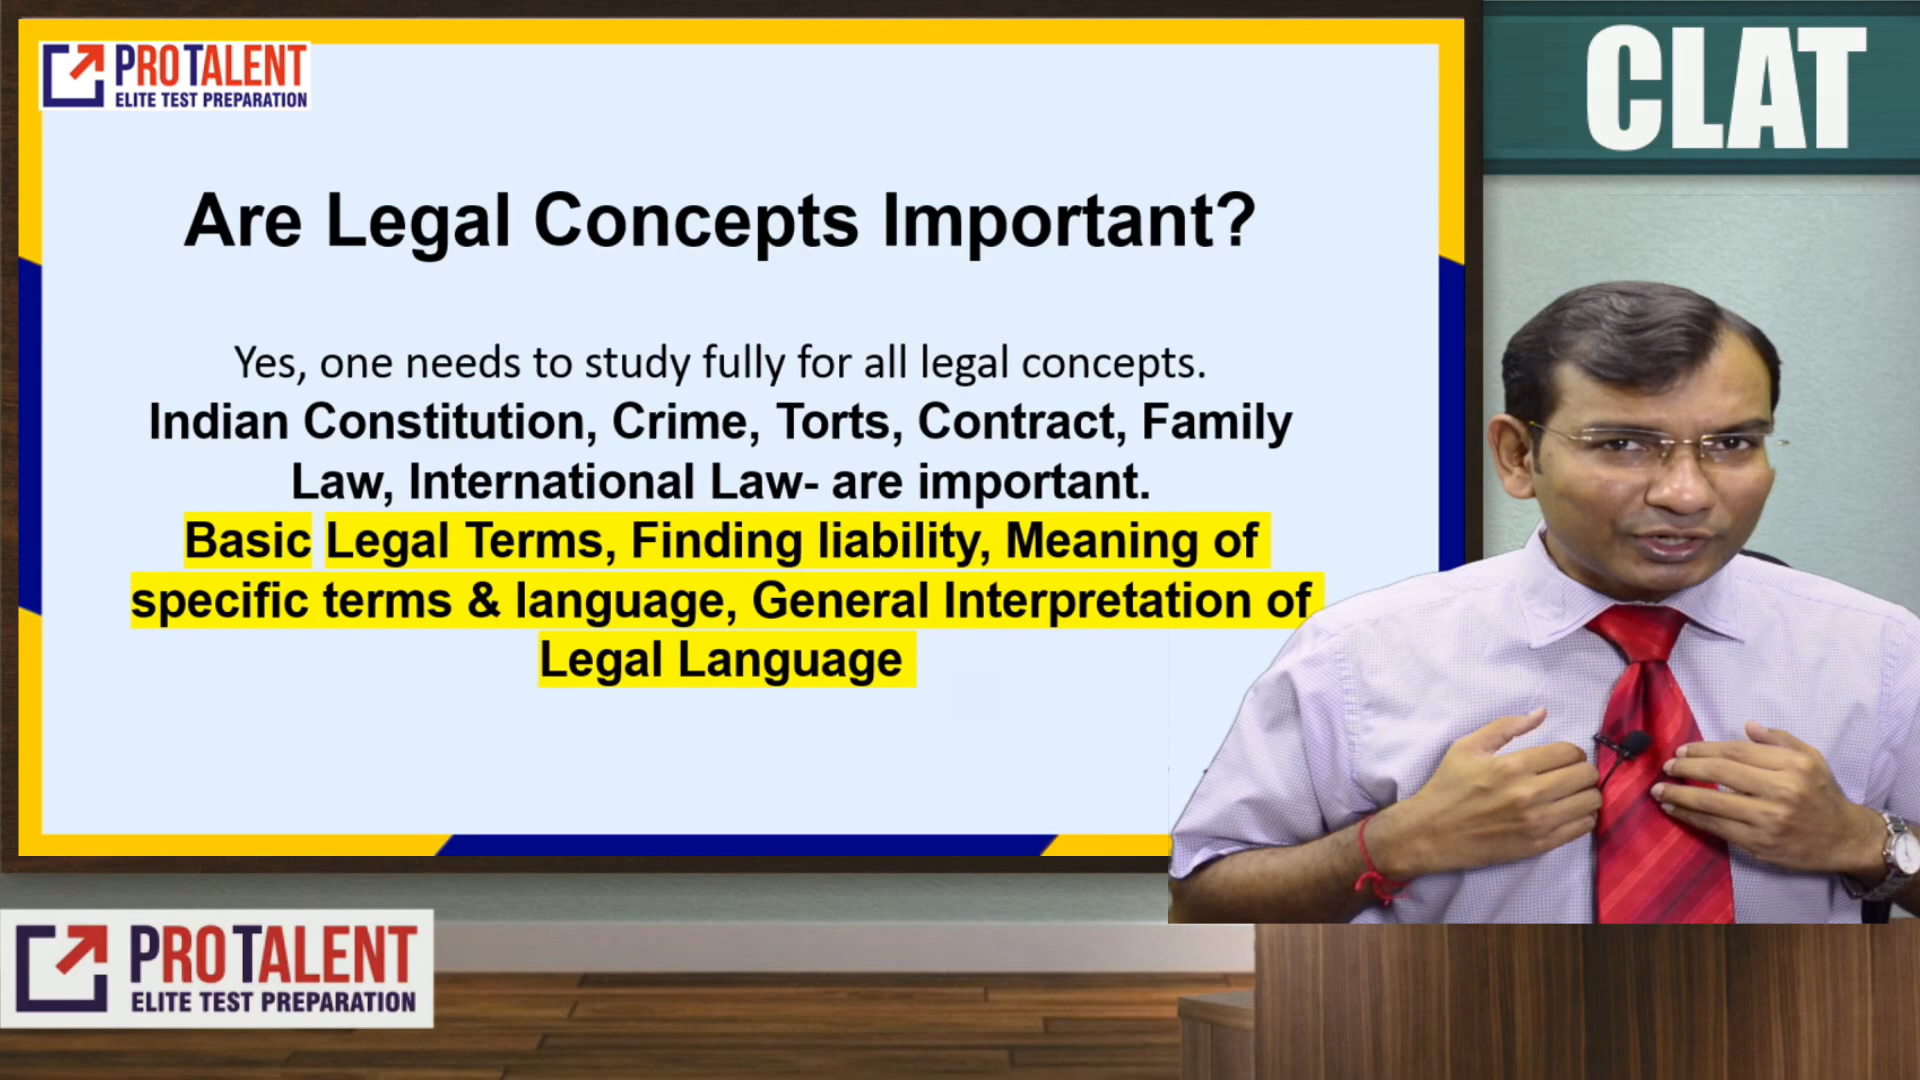 PROTALENT
ELITE TEST PREPARATION
CLAT
Are Legal Concepts Important?
Yes, one needs to study fully for all legal concepts.
Indian Constitution, Crime, Torts, Contract, Family
Law, International Law- are important.
Basic Legal Terms, Finding liability, Meaning of
specific terms & language, General Interpretation of
Legal Language
PROTALENT
ELITE TEST PREPARATION